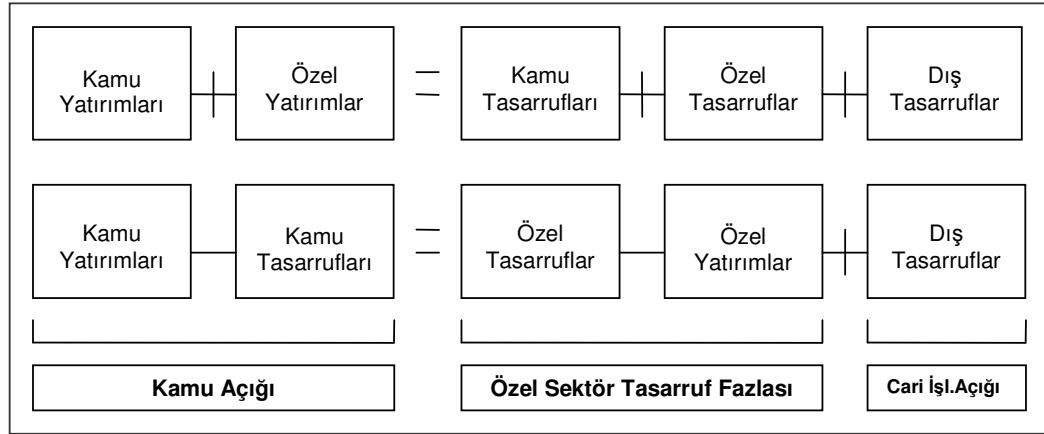 Kamu
Yatırımları
+
Özel
Yatırımlar
=
Kamu
Tasarrufları
+
Özel
Tasarruflar
+
Dış
Tasarruflar
Kamu
Yatırımları
—
Kamu
Tasarrufları
=
Özel
Tasarruflar
—
Özel
Yatırımlar
+
Dış
Tasarruflar
Kamu Açığı
Özel Sektör Tasarruf Fazlası
Cari İşl.Açığı